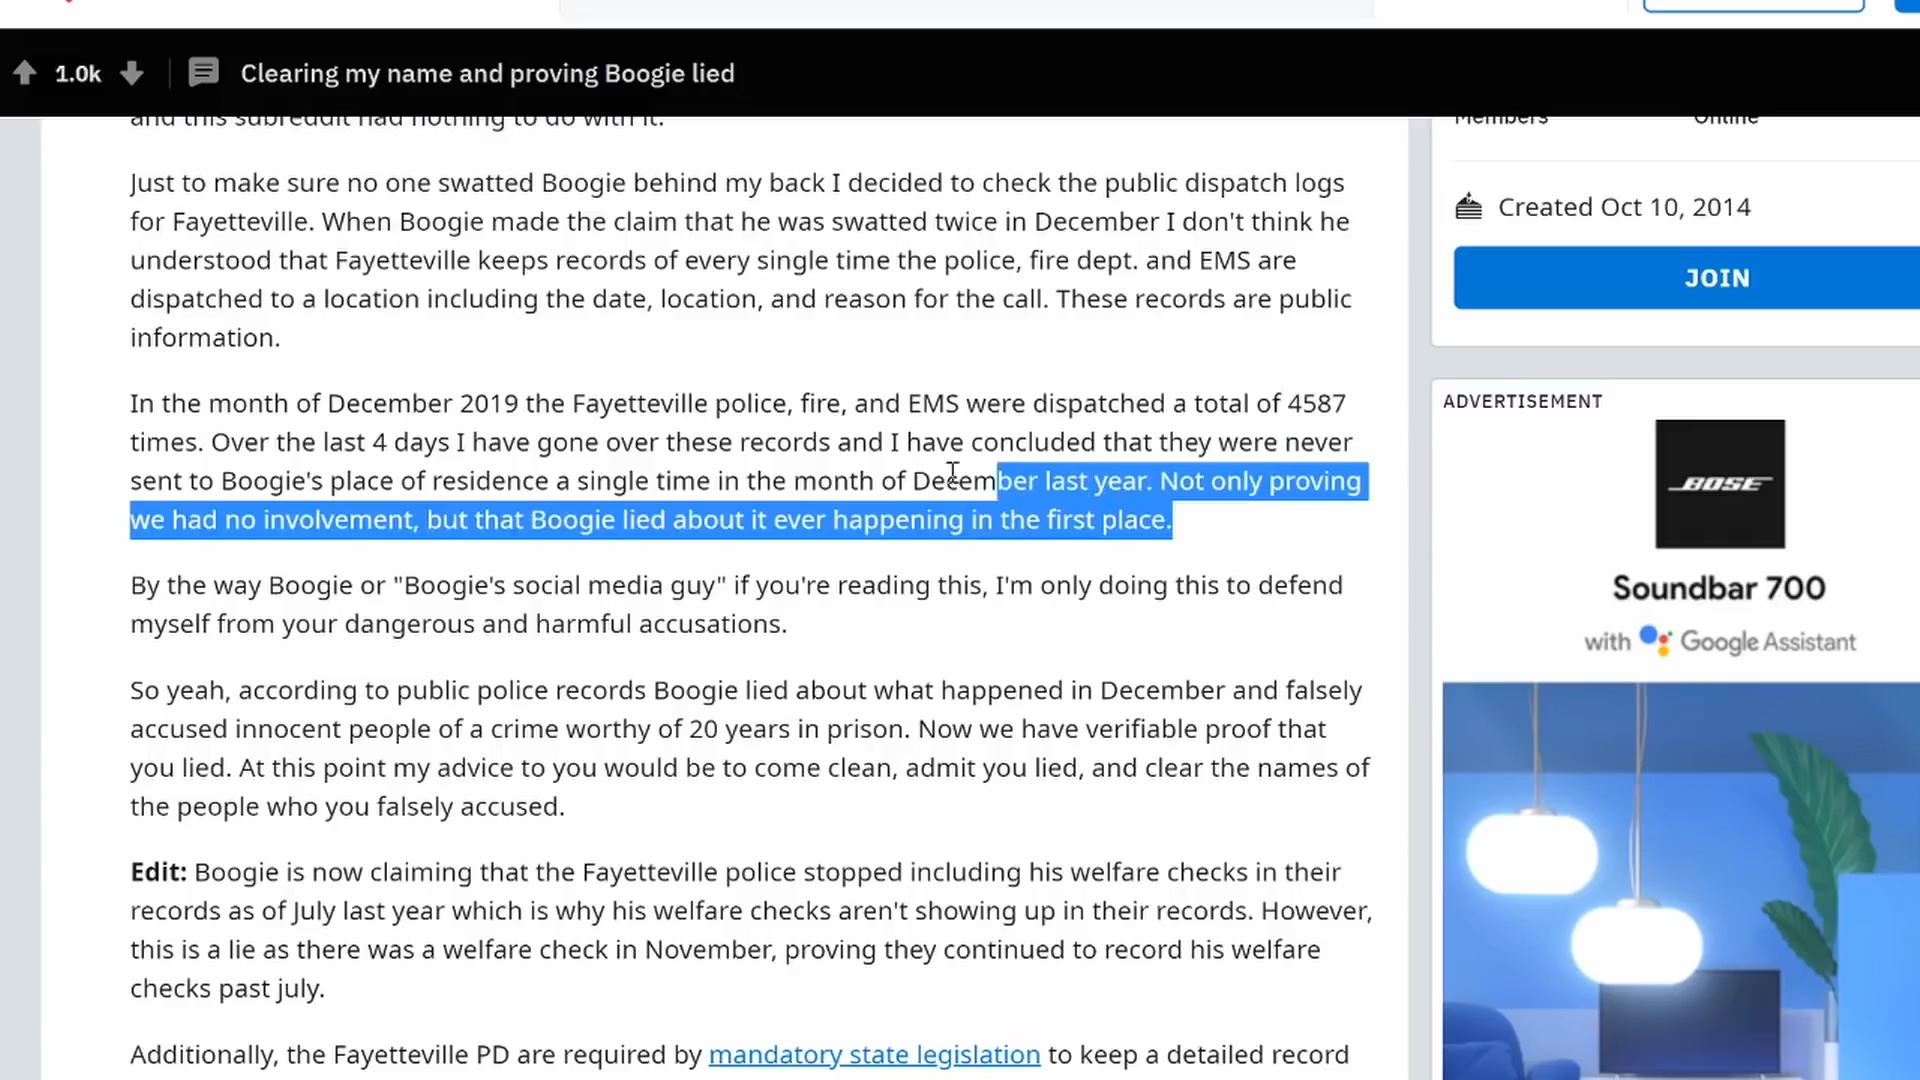 1.0k
Clearing my name and proving Boogie lied
and this subreddit had nothing to do with it.
Just to make sure no one swatted Boogie behind my back I decided to check the public dispatch logs
for Fayetteville. When Boogie made the claim that he was swatted twice in December I don't think he
understood that Fayetteville keeps records of every single time the police, fire dept. and EMS are
dispatched to a location including the date, location, and reason for the call. These records are public
information.
In the month of December 2019 the Fayetteville police, fire, and EMS were dispatched a total of 4587
times. Over the last 4 days I have gone over these records and I have concluded that they were never
sent to Boogie's place of residence a single time in the month of December last year. Not only proving
we had no involvement, but that Boogie lied about it ever happening in the first place.
By the way Boogie or "Boogie's social media guy" if you're reading this, I'm only doing this to defend
myself from your dangerous and harmful accusations.
So yeah, according to public police records Boogie lied about what happened in December and falsely
accused innocent people of a crime worthy of 20 years in prison. Now we have verifiable proof that
you lied. At this point my advice to you would be to come clean, admit you lied, and clear the names of
the people who you falsely accused.
Edit: Boogie is now claiming that the Fayetteville police stopped including his welfare checks in their
records as of July last year which is why his welfare checks aren't showing up in their records. However,
this is a lie as there was a welfare check in November, proving they continued to record his welfare
checks past july.
Additionally, the Fayetteville PD are required by mandatory state legislation to keep a detailed record
Members Online
Created Oct 10, 2014
JOIN
ADVERTISEMENT
BOSE
Soundbar 700
with Google Assistant